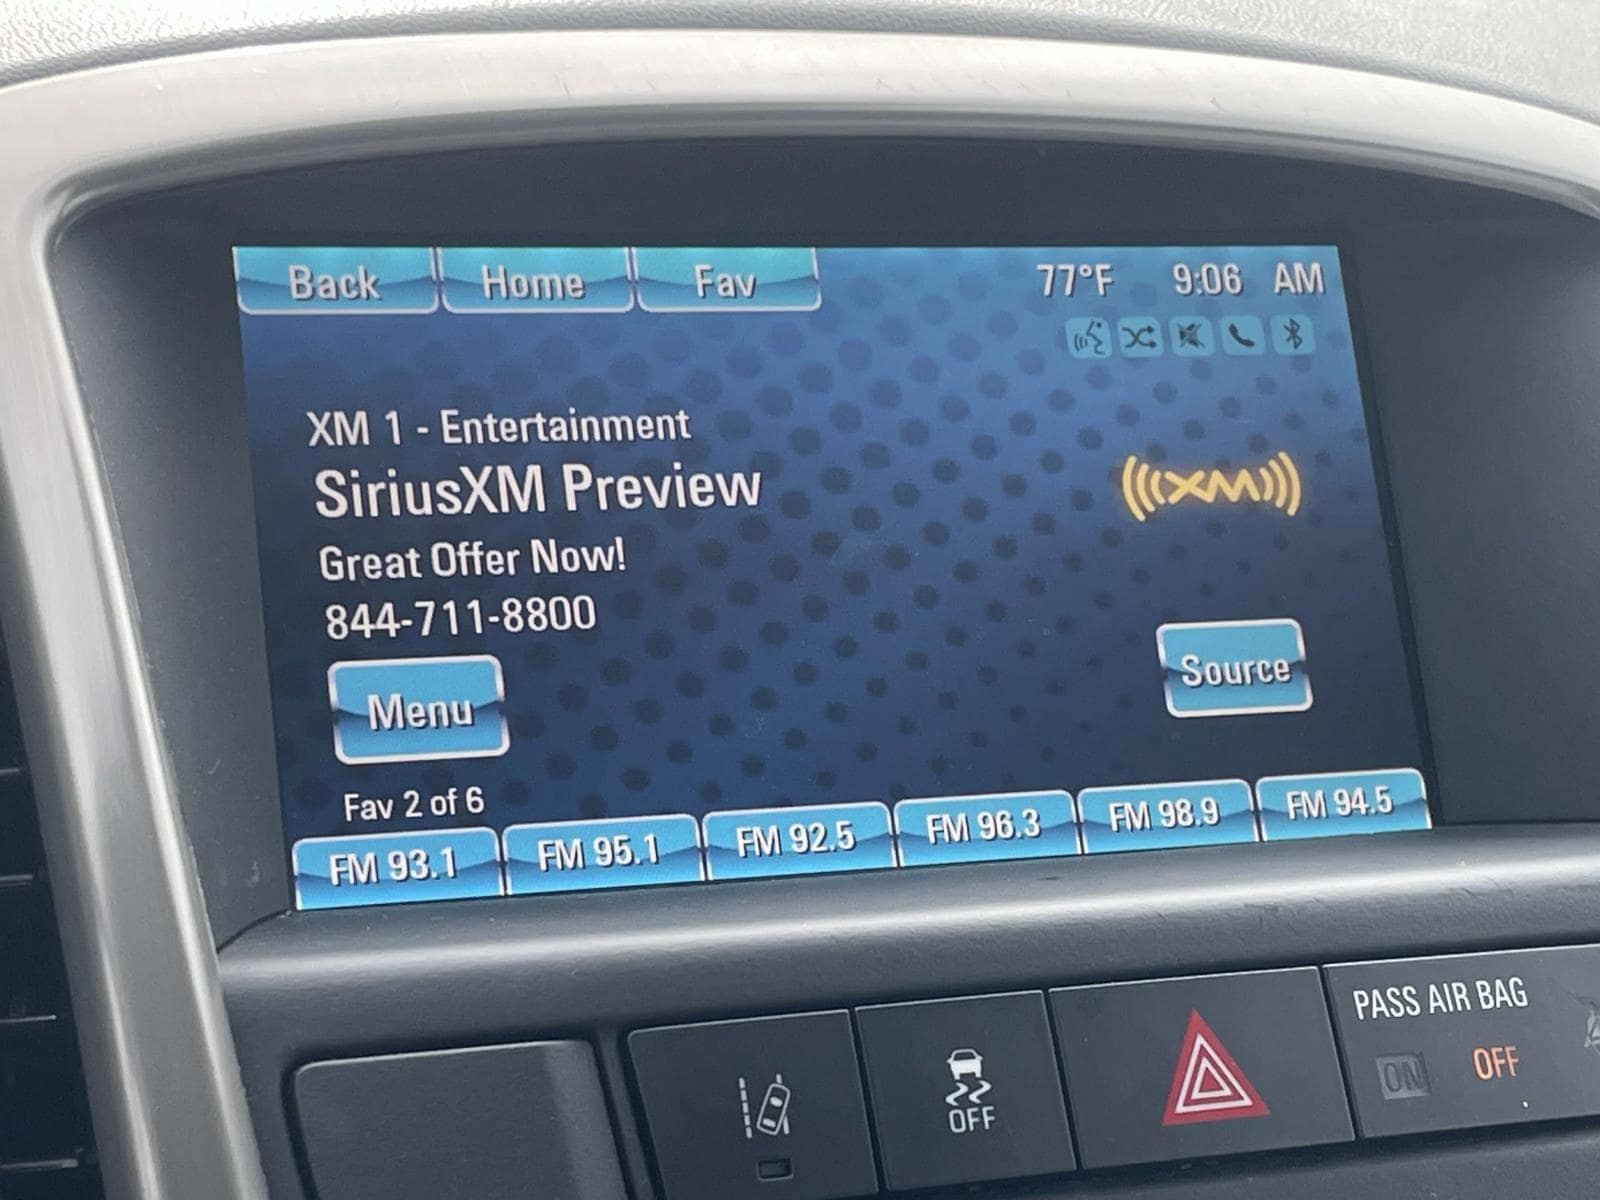 Back Home Fav 77°F 9:06 AM
XM 1 - Entertainment
SiriusXM Preview
((((XM))))
Great Offer Now!
844-711-8800
Menu Source
Fav 2 of 6
FM 93.1 FM 95.1 FM 92.5 FM 96.3 FM 98.9 FM 94.5
PASS AIR BAG
ON OFF
OFF